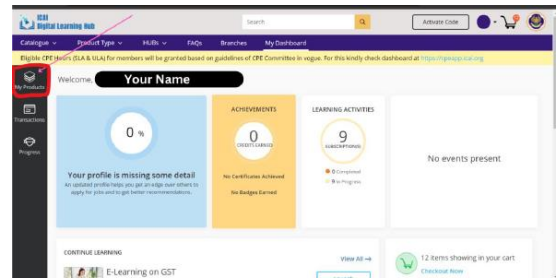 ICAI
Digital Learning Hub
Search
Activate Code
Catalogue
Product Type
HUBs
FAQs
Branches
My Dashboard
Eligible CPE Hours (SLA & ULA) for members will be granted based on guidelines of CPE Committee in vogue. For this kindly check dashboard at
My Products
Transactions
Progress
Welcome, Your Name
0 %
Your profile is missing some detail
An updated profile helps you get an edge over others to
apply for jobs and to get better recommendations.
ACHIEVEMENTS
0
CREDITS EARNED
No Certificates Achieved
No Badges Earned
LEARNING ACTIVITIES
9
SUBSCRIPTIONS
0 Completed
9 In Progress
No events present
CONTINUE LEARNING
View All →
E-Learning on GST
12 items showing in your cart
Checkout Now